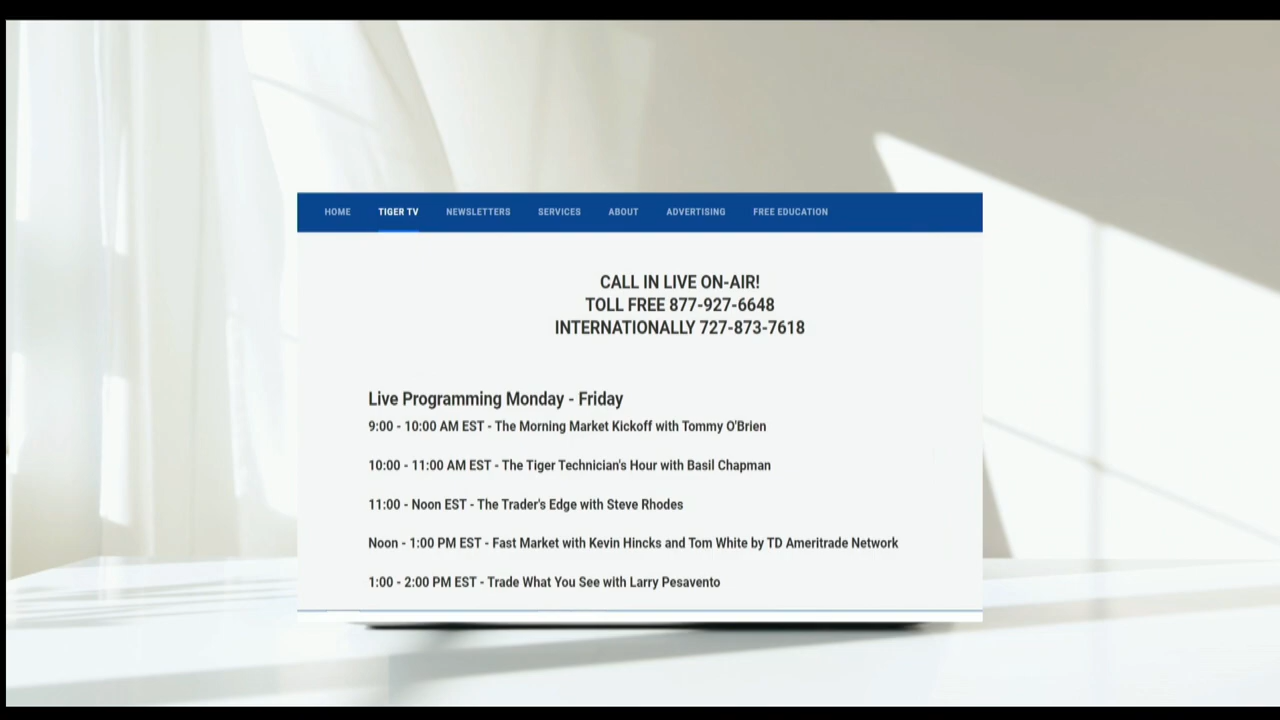 HOME TIGER TV NEWSLETTERS SERVICES ABOUT ADVERTISING FREE EDUCATION
CALL IN LIVE ON-AIR!
TOLL FREE 877-927-6648
INTERNATIONALLY 727-873-7618
Live Programming Monday - Friday
9:00 - 10:00 AM EST - The Morning Market Kickoff with Tommy O'Brien
10:00 - 11:00 AM EST - The Tiger Technician's Hour with Basil Chapman
11:00 - Noon EST - The Trader's Edge with Steve Rhodes
Noon - 1:00 PM EST - Fast Market with Kevin Hincks and Tom White by TD Ameritrade Network
1:00 - 2:00 PM EST - Trade What You See with Larry Pesavento